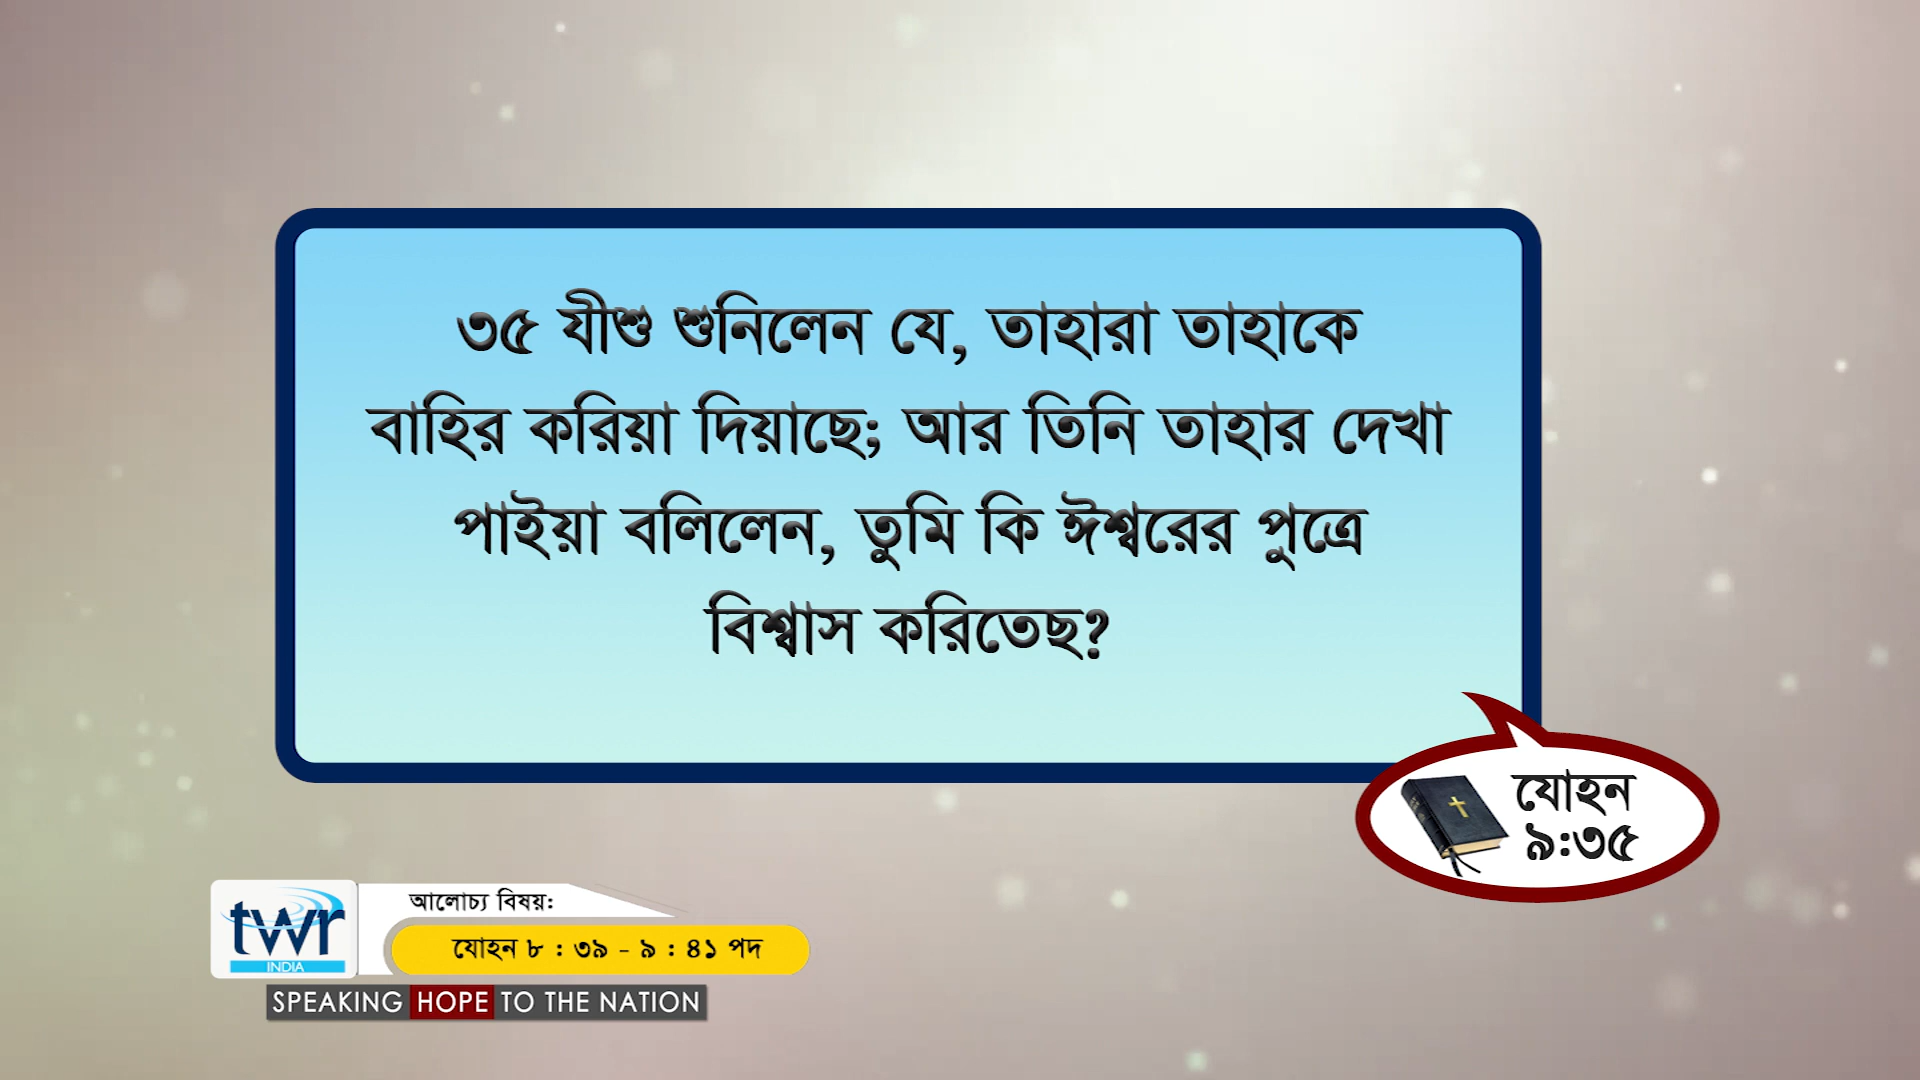 ৩৫ যীশু শুনিলেন যে, তাহারা তাহাকে
বাহির করিয়া দিয়াছে; আর তিনি তাহার দেখা
পাইয়া বলিলেন, তুমি কি ঈশ্বরের পুত্রে
বিশ্বাস করিতেছ?
যোহন
৯:৩৫
twr
INDIA
আলোচ্য বিষয়:
যোহন ৮ : ৩৯ - ৯ : ৪১ পদ
SPEAKING HOPE TO THE NATION